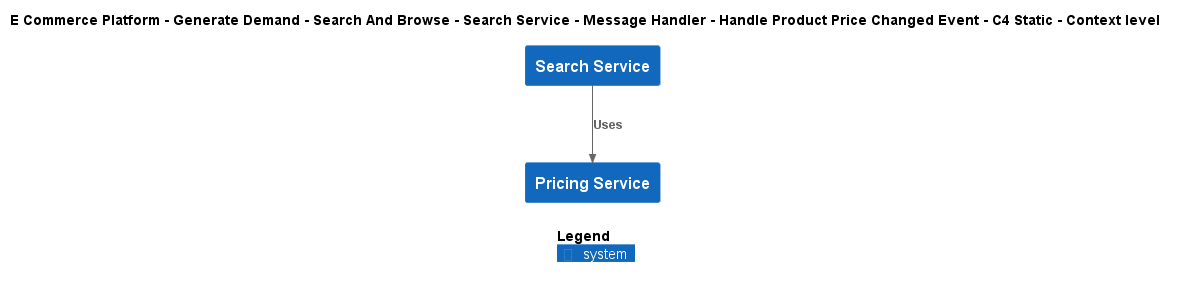 E Commerce Platform - Generate Demand - Search And Browse - Search Service - Message Handler - Handle Product Price Changed Event - C4 Static - Context level
Search Service
Uses
Pricing Service
Legend
system